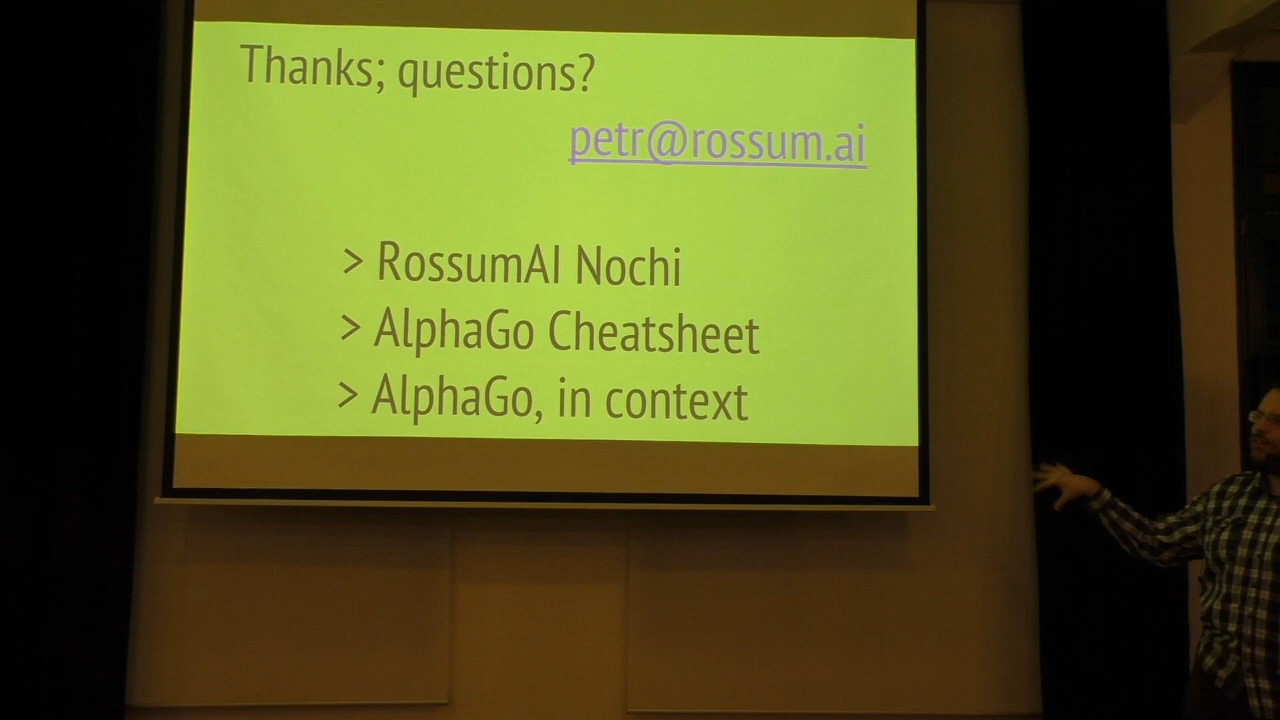 Thanks; questions?
petr@rossum.ai
> RossumAI Nochi
> AlphaGo Cheatsheet
> AlphaGo, in context